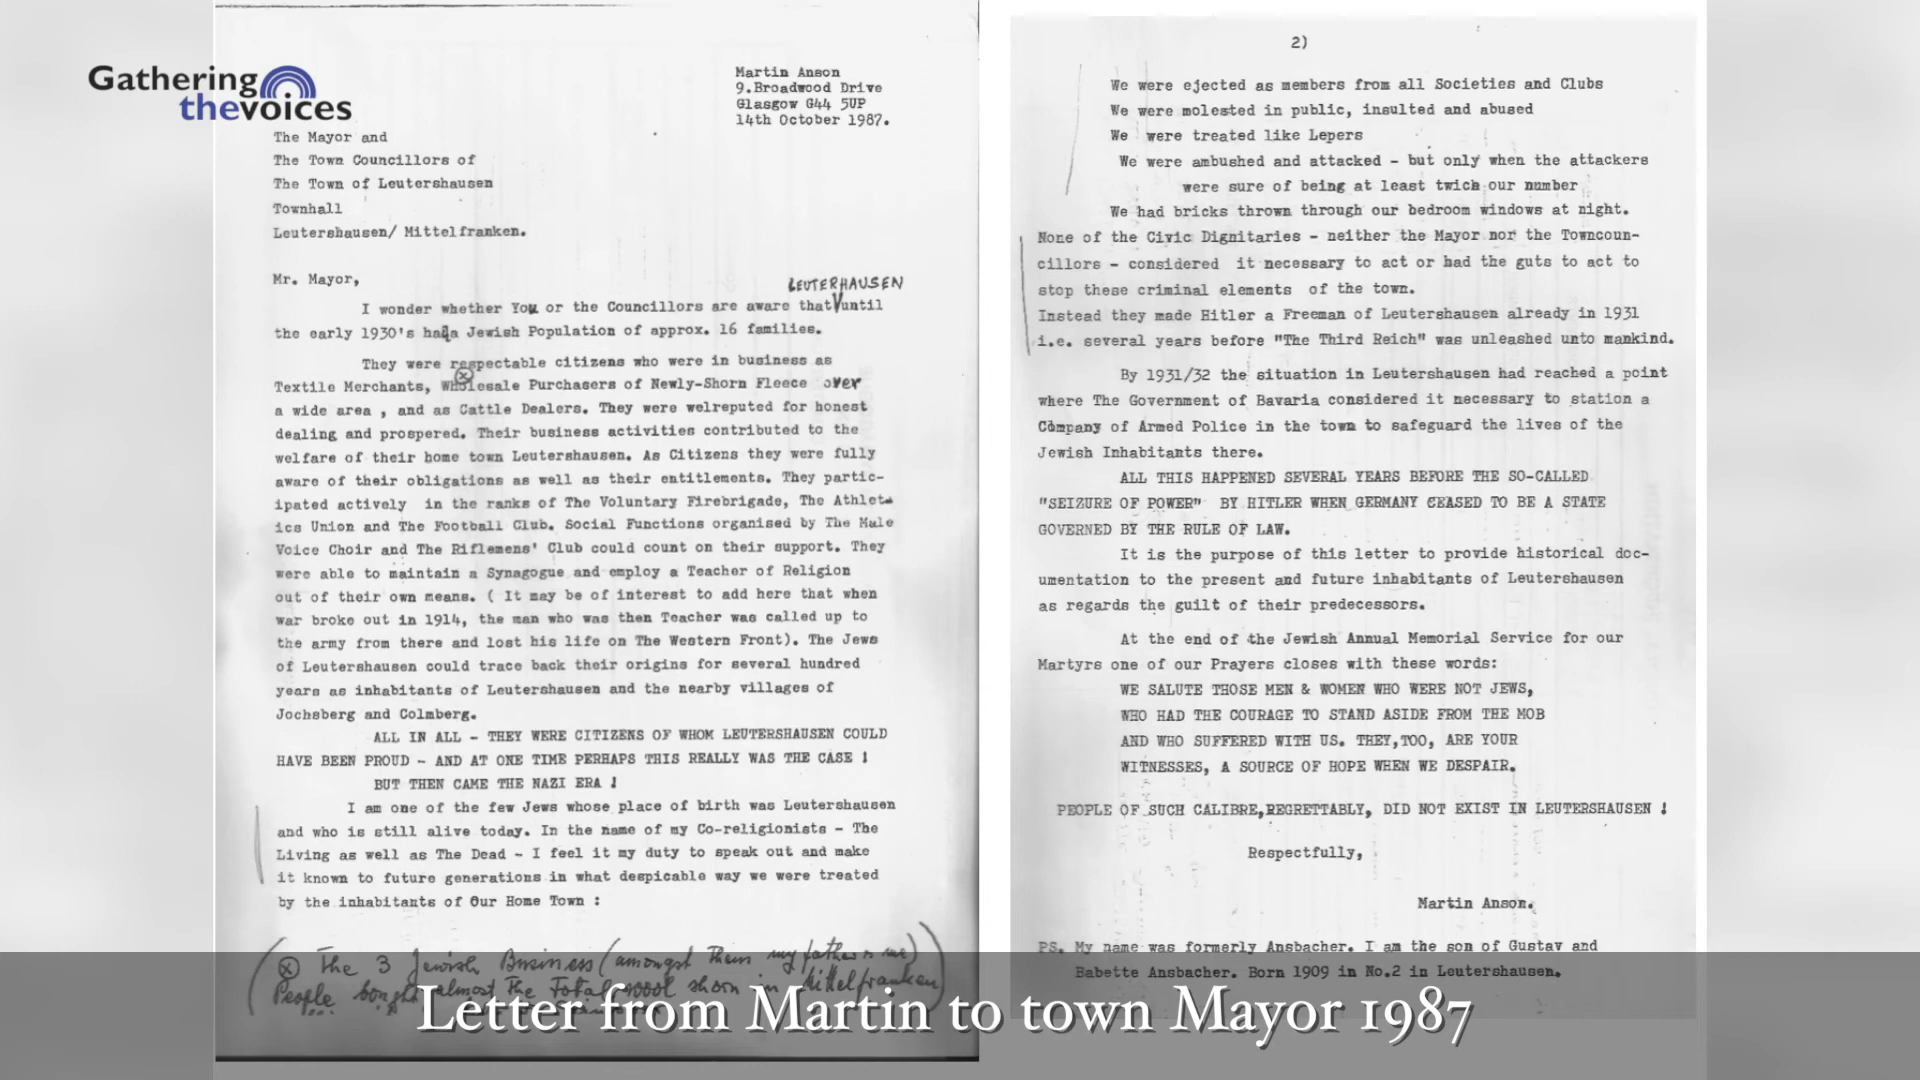 Gathering
thevoices
Martin Anson
9.Broadwood Drive
Glasgow G44 5UP
14th October 1987.
The Mayor and
The Town Councillors of
The Town of Leutershausen
Townhall
Leutershausen/ Mittelfranken.
Mr. Mayor,
LEUTERHAUSEN
I wonder whether You or the Councillors are aware that until
the early 1930's had a Jewish Population of approx. 16 families.
They were respectable citizens who were in business as
Textile Merchants, Wholesale Purchasers of Newly-Shorn Fleece over
a wide area , and as Cattle Dealers. They were welreputed for honest
dealing and prospered. Their business activities contributed to the
welfare of their home town Leutershausen. As Citizens they were fully
aware of their obligations as well as their entitlements. They partic-
ipated actively in the ranks of The Voluntary Firebrigade, The Athlet-
ics Union and The Football Club. Social Functions organised by The Male
Voice Choir and The Riflemens' Club could count on their support. They
were able to maintain a Synagogue and employ a Teacher of Religion
out of their own means. ( It may be of interest to add here that when
war broke out in 1914, the man who was then Teacher was called up to
the army from there and lost his life on The Western Front). The Jews
of Leutershausen could trace back their origins for several hundred
years as inhabitants of Leutershausen and the nearby villages of
Jochsberg and Colmberg.
ALL IN ALL - THEY WERE CITIZENS OF WHOM LEUTERSHAUSEN COULD
HAVE BEEN PROUD - AND AT ONE TIME PERHAPS THIS REALLY WAS THE CASE !
BUT THEN CAME THE NAZI ERA !
I am one of the few Jews whose place of birth was Leutershausen
and who is still alive today. In the name of my Co-religionists - The
Living as well as The Dead - I feel it my duty to speak out and make
it known to future generations in what despicable way we were treated
by the inhabitants of Our Home Town :
(ⓧ The 3 Jewish Business (amongst them my father's me)
People bought almost the total wool shorn in Mittelfranken)
2)
We were ejected as members from all Societies and Clubs
We were molested in public, insulted and abused
We were treated like Lepers
We were ambushed and attacked - but only when the attackers
were sure of being at least twich our number
We had bricks thrown through our bedroom windows at night.
None of the Civic Dignitaries - neither the Mayor nor the Towncoun-
cillors - considered it necessary to act or had the guts to act to
stop these criminal elements of the town.
Instead they made Hitler a Freeman of Leutershausen already in 1931
i.e. several years before "The Third Reich" was unleashed unto mankind.
By 1931/32 the situation in Leutershausen had reached a point
where The Government of Bavaria considered it necessary to station a
Company of Armed Police in the town to safeguard the lives of the
Jewish Inhabitants there.
ALL THIS HAPPENED SEVERAL YEARS BEFORE THE SO-CALLED
"SEIZURE OF POWER" BY HITLER WHEN GERMANY CEASED TO BE A STATE
GOVERNED BY THE RULE OF LAW.
It is the purpose of this letter to provide historical doc-
umentation to the present and future inhabitants of Leutershausen
as regards the guilt of their predecessors.
At the end of the Jewish Annual Memorial Service for our
Martyrs one of our Prayers closes with these words:
WE SALUTE THOSE MEN & WOMEN WHO WERE NOT JEWS,
WHO HAD THE COURAGE TO STAND ASIDE FROM THE MOB
AND WHO SUFFERED WITH US. THEY,TOO, ARE YOUR
WITNESSES, A SOURCE OF HOPE WHEN WE DESPAIR.
PEOPLE OF SUCH CALIBRE,REGRETTABLY, DID NOT EXIST IN LEUTERSHAUSEN !
Respectfully,
Martin Anson.
PS. My name was formerly Ansbacher. I am the son of Gustav and
Babette Ansbacher. Born 1909 in No.2 in Leutershausen.
Letter from Martin to town Mayor 1987